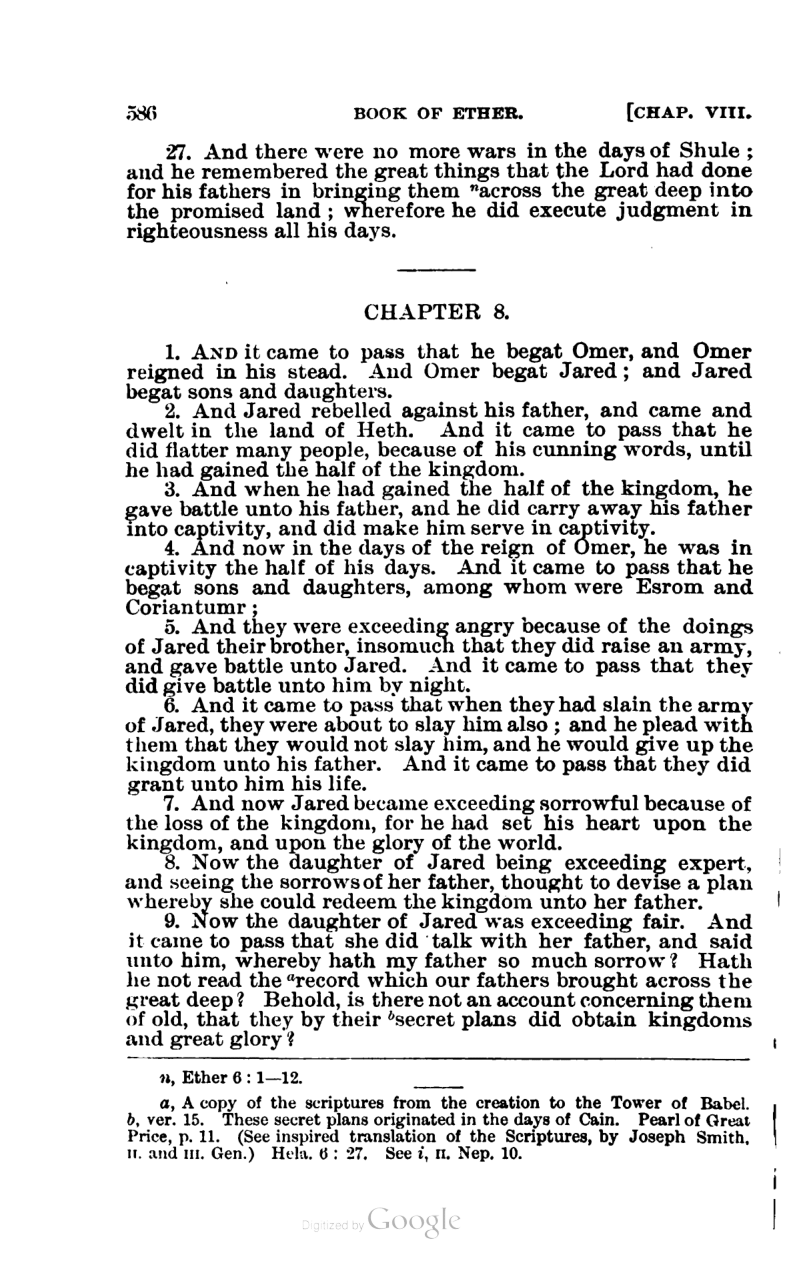 586 BOOK OF ETHER. [CHAP. VIII.
27. And there were no more wars in the days of Shule ;
and he remembered the great things that the Lord had done
for his fathers in bringing them ⁿacross the great deep into
the promised land ; wherefore he did execute judgment in
righteousness all his days.
CHAPTER 8.
1. AND it came to pass that he begat Omer, and Omer
reigned in his stead. And Omer begat Jared ; and Jared
begat sons and daughters.
2. And Jared rebelled against his father, and came and
dwelt in the land of Heth. And it came to pass that he
did flatter many people, because of his cunning words, until
he had gained the half of the kingdom.
3. And when he had gained the half of the kingdom, he
gave battle unto his father, and he did carry away his father
into captivity, and did make him serve in captivity.
4. And now in the days of the reign of Omer, he was in
captivity the half of his days. And it came to pass that he
begat sons and daughters, among whom were Esrom and
Coriantumr ;
5. And they were exceeding angry because of the doings
of Jared their brother, insomuch that they did raise an army,
and gave battle unto Jared. And it came to pass that they
did give battle unto him by night.
6. And it came to pass that when they had slain the army
of Jared, they were about to slay him also ; and he plead with
them that they would not slay him, and he would give up the
kingdom unto his father. And it came to pass that they did
grant unto him his life.
7. And now Jared became exceeding sorrowful because of
the loss of the kingdom, for he had set his heart upon the
kingdom, and upon the glory of the world.
8. Now the daughter of Jared being exceeding expert,
and seeing the sorrows of her father, thought to devise a plan
whereby she could redeem the kingdom unto her father.
9. Now the daughter of Jared was exceeding fair. And
it came to pass that she did talk with her father, and said
unto him, whereby hath my father so much sorrow? Hath
he not read the ᵃrecord which our fathers brought across the
great deep? Behold, is there not an account concerning them
of old, that they by their ᵇsecret plans did obtain kingdoms
and great glory?
n, Ether 6 : 1—12.
a, A copy of the scriptures from the creation to the Tower of Babel.
b, ver. 15. These secret plans originated in the days of Cain. Pearl of Great
Price, p. 11. (See inspired translation of the Scriptures, by Joseph Smith,
II. and III. Gen.) Hela. 6 : 27. See i, II. Nep. 10.
Digitized by Google